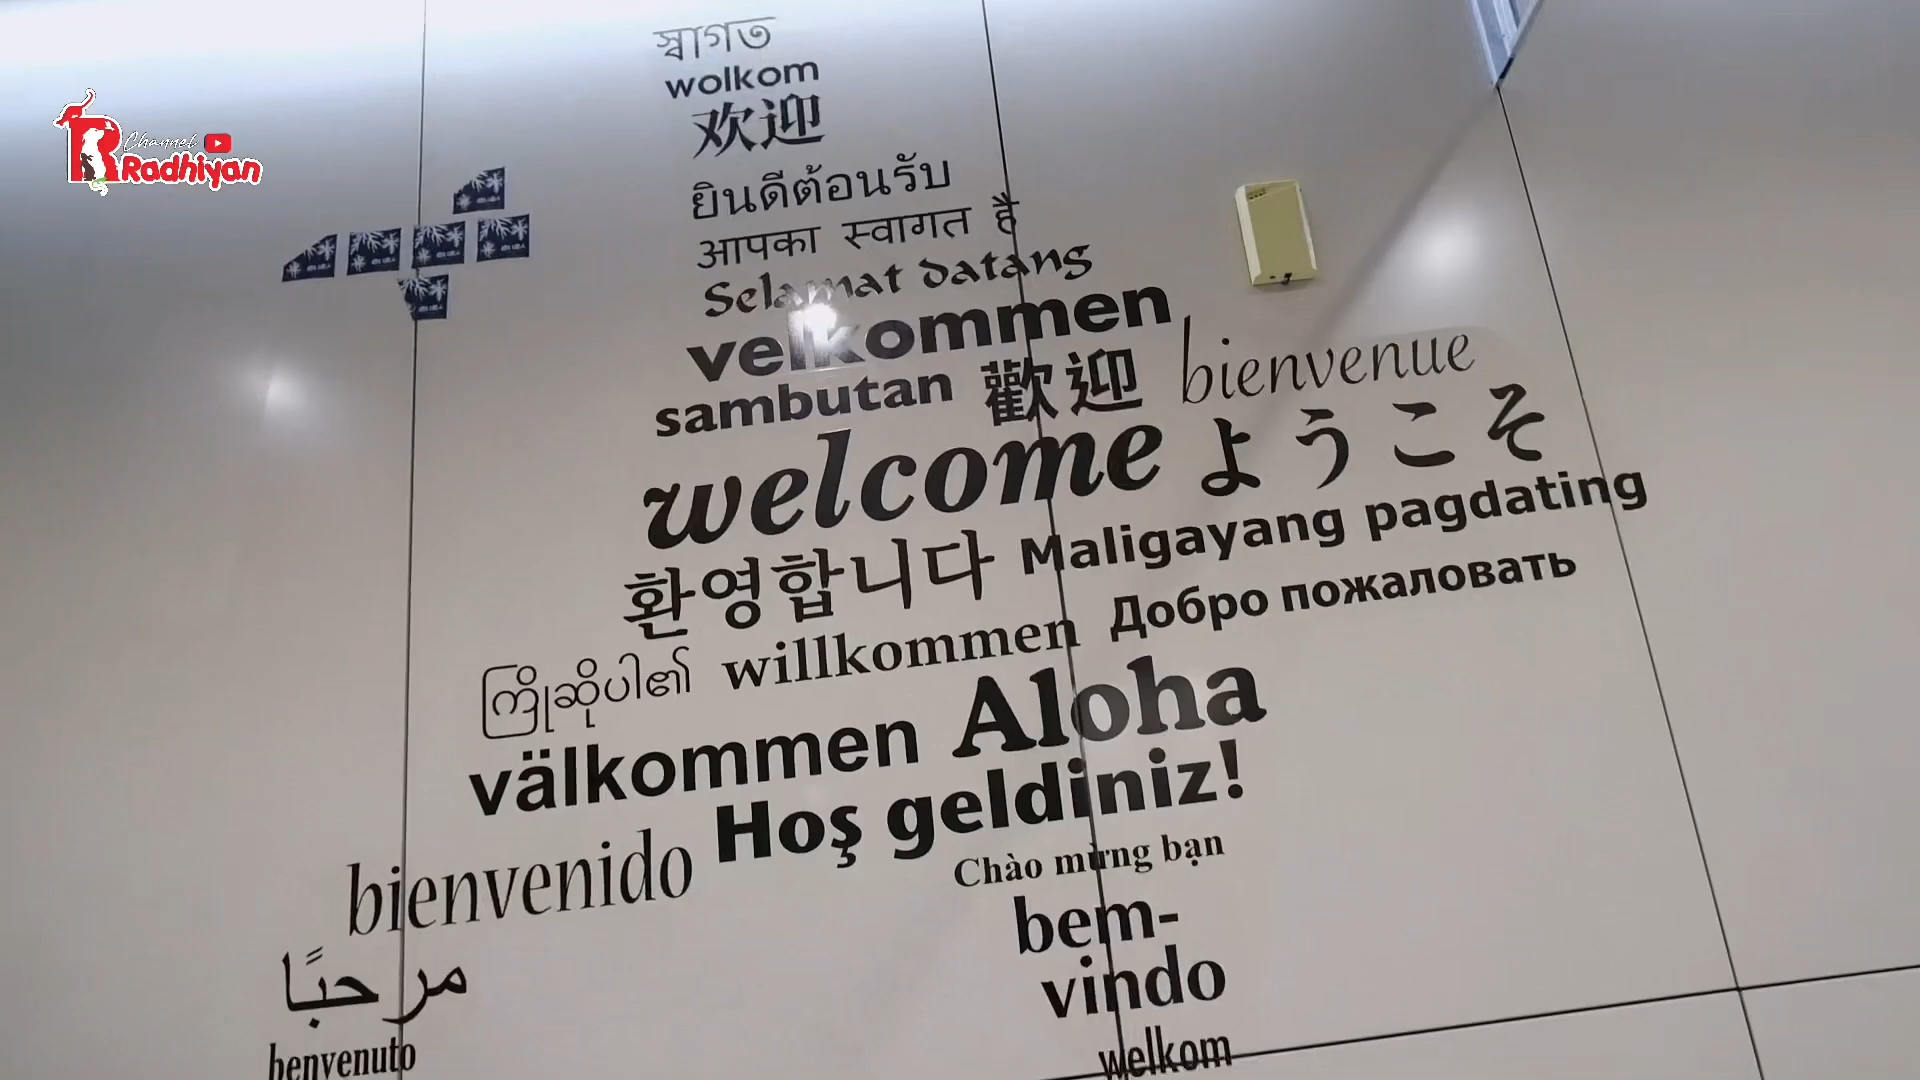 Channel
Radhiyan
স্বাগত
wolkom
欢迎
ยินดีต้อนรับ
आपका स्वागत है
Selamat datang
velkommen
sambutan 歡迎 bienvenue
welcome ようこそ
환영합니다 Maligayang pagdating
ကြိုဆိုပါ၏ willkommen Добро пожаловать
välkommen Aloha
bienvenido Hoş geldiniz!
Chào mừng bạn
مرحبًا bem-
vindo
benvenuto welkom